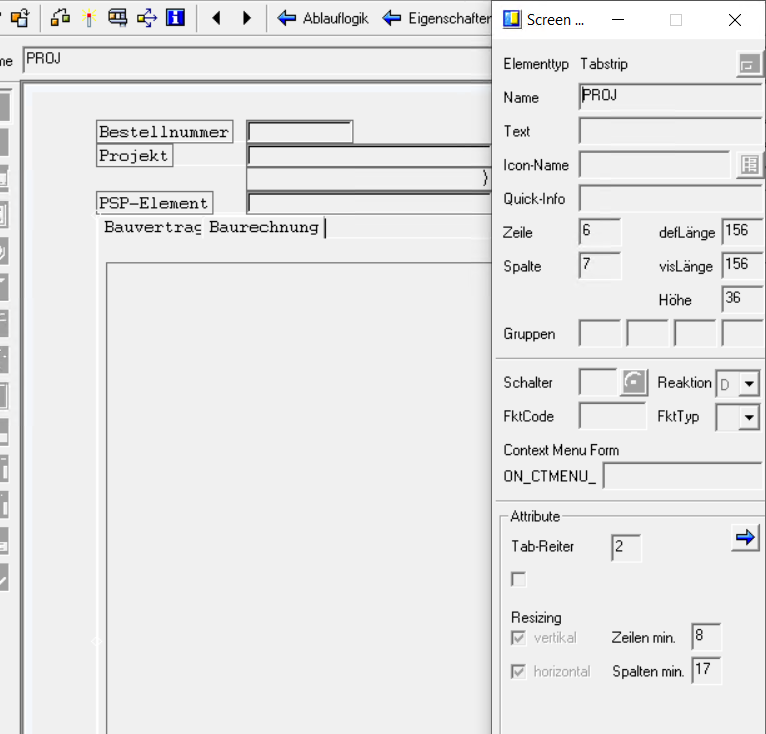 Ablauflogik Eigenschaften
me PROJ
Bestellnummer
Projekt
)
PSP-Element
Bauvertrag Baurechnung
Screen ...
Elementtyp Tabstrip
Name PROJ
Text
Icon-Name
Quick-Info
Zeile 6 defLänge 156
Spalte 7 visLänge 156
Höhe 36
Gruppen
Schalter Reaktion D
FktCode FktTyp
Context Menu Form
ON_CTMENU_
Attribute
Tab-Reiter 2
Resizing
vertikal Zeilen min. 8
horizontal Spalten min. 17